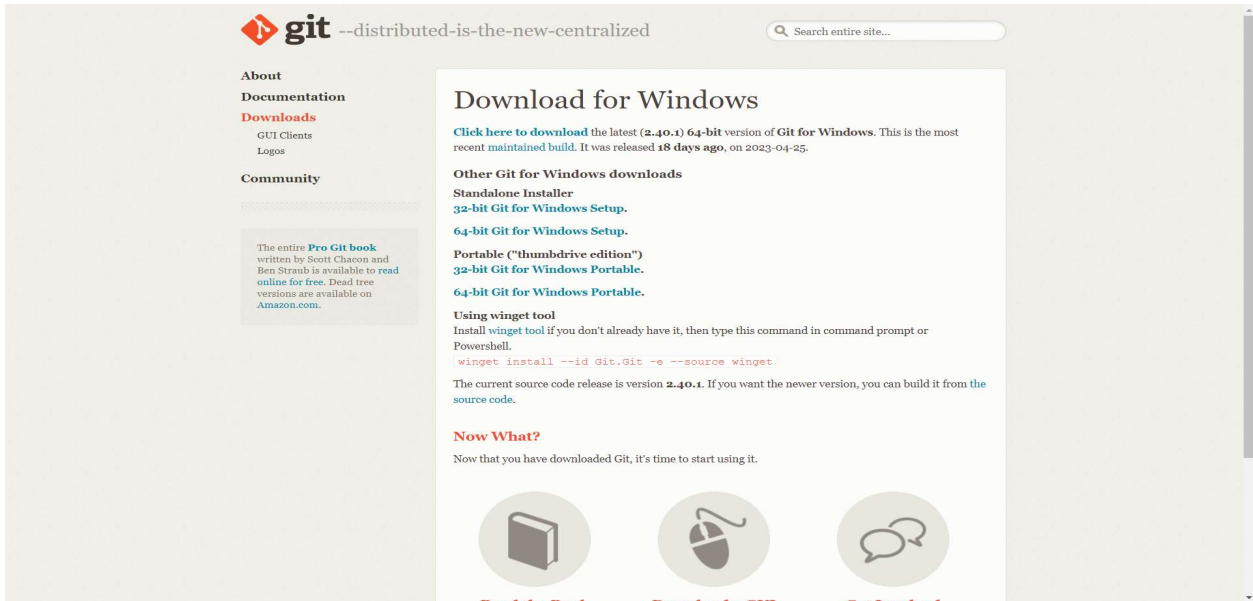 git --distributed-is-the-new-centralized
Search entire site...
About
Documentation
Downloads
GUI Clients
Logos
Community
The entire Pro Git book
written by Scott Chacon and
Ben Straub is available to read
online for free. Dead tree
versions are available on
Amazon.com.
Download for Windows
Click here to download the latest (2.40.1) 64-bit version of Git for Windows. This is the most
recent maintained build. It was released 18 days ago, on 2023-04-25.
Other Git for Windows downloads
Standalone Installer
32-bit Git for Windows Setup.
64-bit Git for Windows Setup.
Portable ("thumbdrive edition")
32-bit Git for Windows Portable.
64-bit Git for Windows Portable.
Using winget tool
Install winget tool if you don't already have it, then type this command in command prompt or
Powershell.
winget install --id Git.Git -e --source winget
The current source code release is version 2.40.1. If you want the newer version, you can build it from the
source code.
Now What?
Now that you have downloaded Git, it's time to start using it.